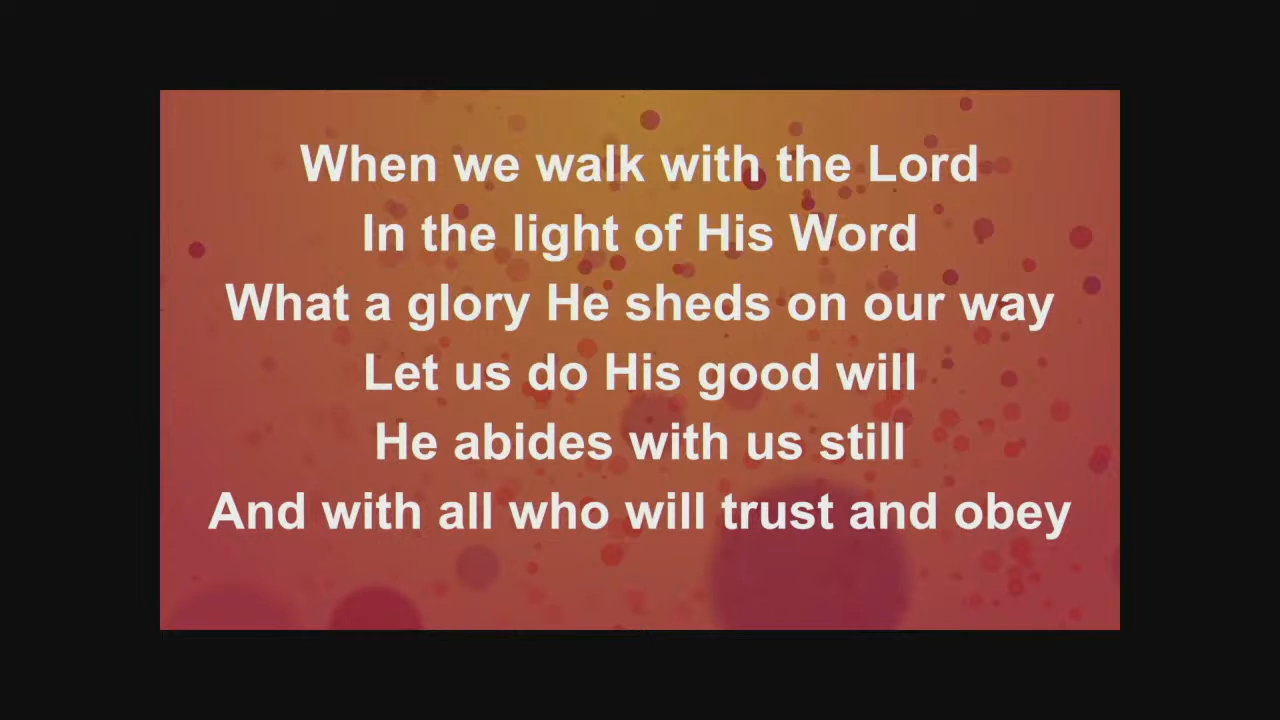 When we walk with the Lord
In the light of His Word
What a glory He sheds on our way
Let us do His good will
He abides with us still
And with all who will trust and obey